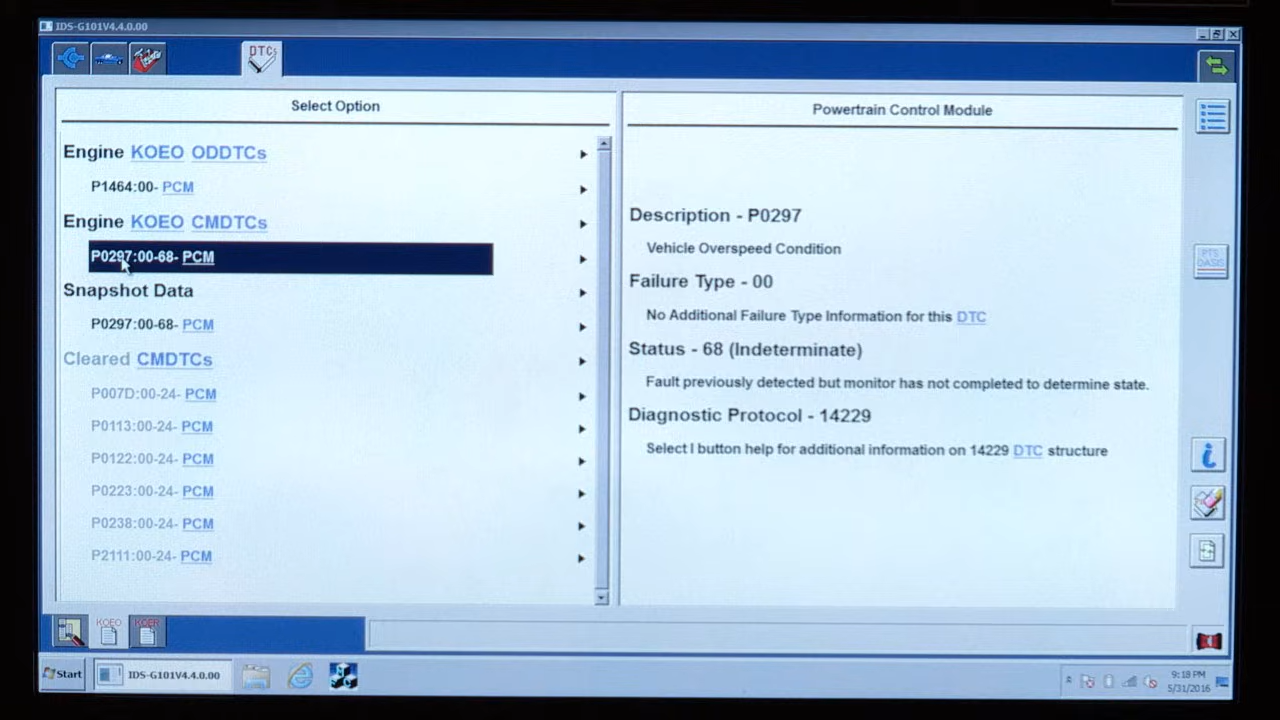 IDS-G101V4.4.0.00
DTCs
Select Option
Engine KOEO ODDTCs
P1464:00- PCM
Engine KOEO CMDTCs
P0297:00-68- PCM
Snapshot Data
P0297:00-68- PCM
Cleared CMDTCs
P007D:00-24- PCM
P0113:00-24- PCM
P0122:00-24- PCM
P0223:00-24- PCM
P0238:00-24- PCM
P2111:00-24- PCM
Powertrain Control Module
Description - P0297
Vehicle Overspeed Condition
Failure Type - 00
No Additional Failure Type Information for this DTC
Status - 68 (Indeterminate)
Fault previously detected but monitor has not completed to determine state.
Diagnostic Protocol - 14229
Select I button help for additional information on 14229 DTC structure
PTS
OASIS
KOEO
KOER
Start
IDS-G101V4.4.0.00
9:18 PM
5/31/2016